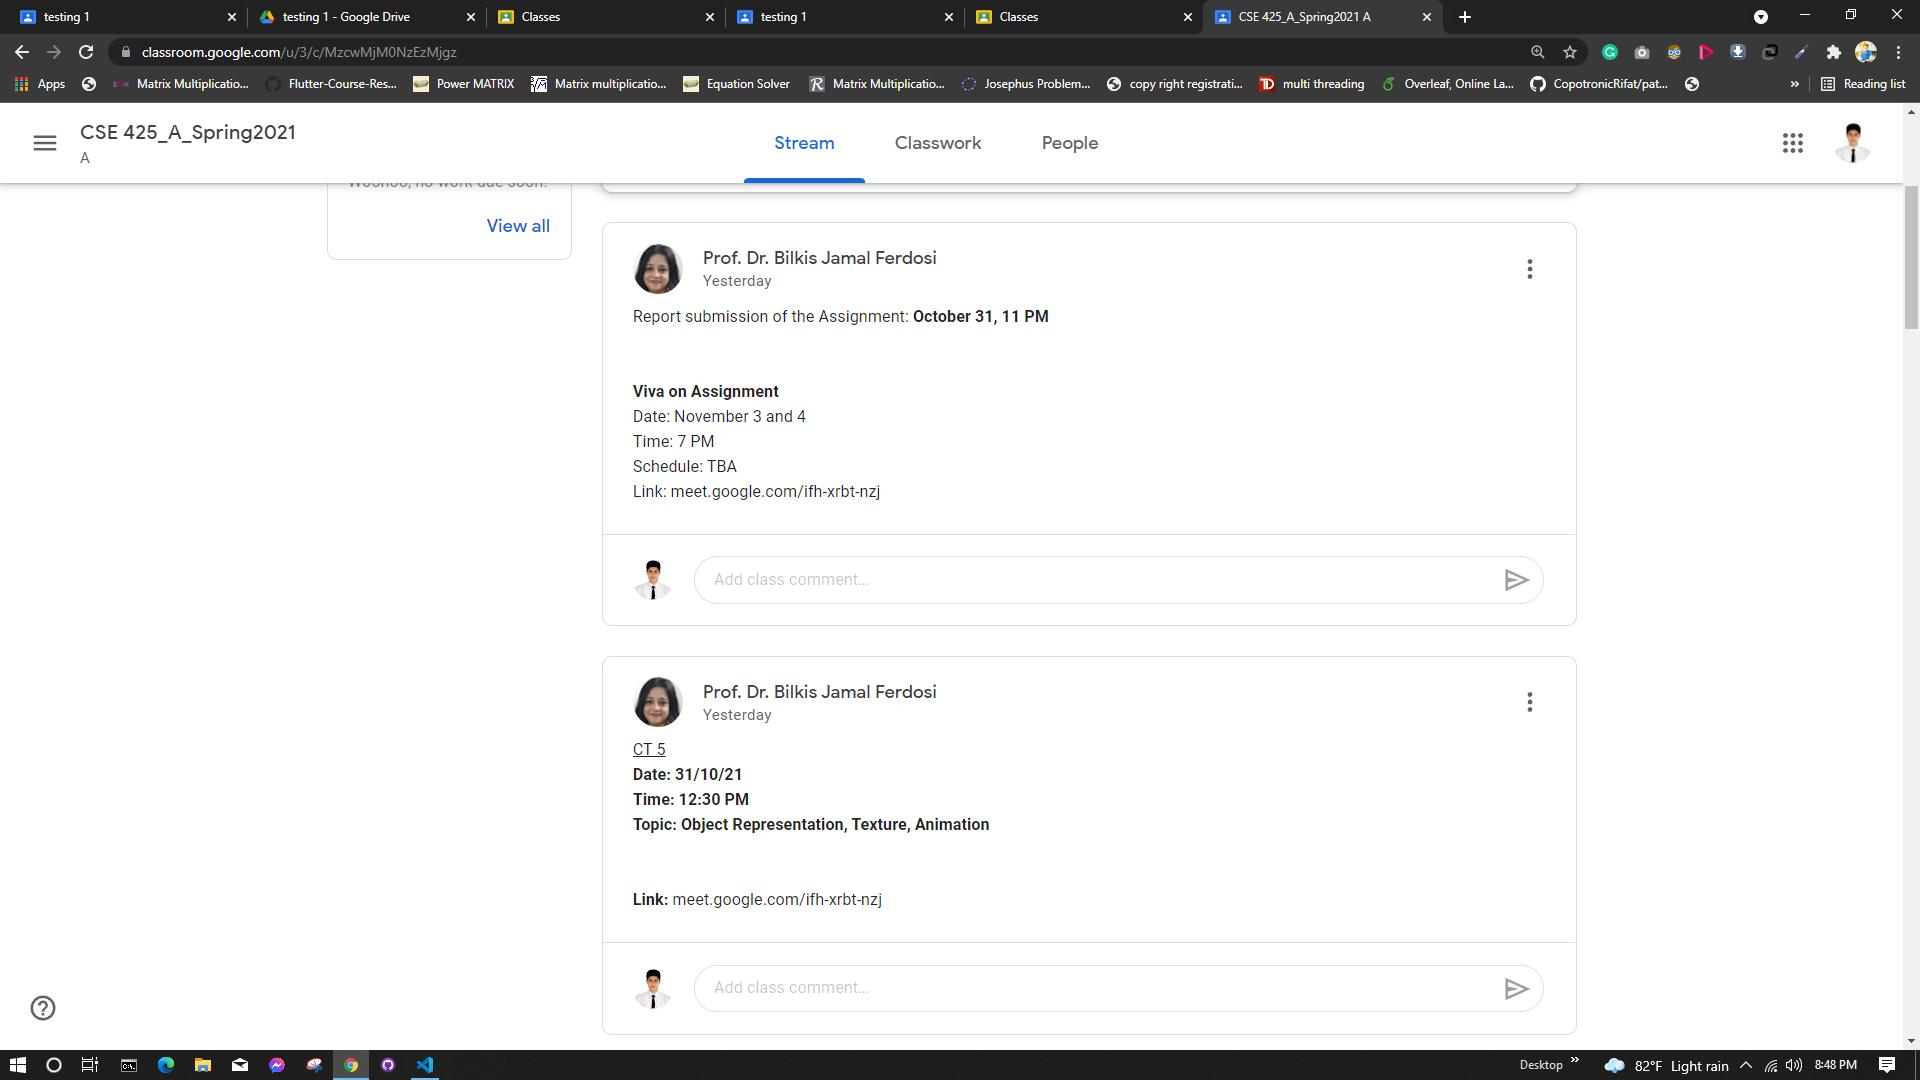 testing 1
testing 1 - Google Drive
Classes
testing 1
Classes
CSE 425_A_Spring2021 A
classroom.google.com/u/3/c/MzcwMjM0NzEzMjgz
Apps
Matrix Multiplicatio...
Flutter-Course-Res...
Power MATRIX
Matrix multiplicatio...
Equation Solver
Matrix Multiplicatio...
Josephus Problem...
copy right registrati...
multi threading
Overleaf, Online La...
CopotronicRifat/pat...
Reading list
CSE 425_A_Spring2021
A
Stream
Classwork
People
Woohoo, no work due soon!
View all
Prof. Dr. Bilkis Jamal Ferdosi
Yesterday
Report submission of the Assignment: October 31, 11 PM
Viva on Assignment
Date: November 3 and 4
Time: 7 PM
Schedule: TBA
Link: meet.google.com/ifh-xrbt-nzj
Add class comment...
Prof. Dr. Bilkis Jamal Ferdosi
Yesterday
CT 5
Date: 31/10/21
Time: 12:30 PM
Topic: Object Representation, Texture, Animation
Link: meet.google.com/ifh-xrbt-nzj
Add class comment...
Desktop
82°F Light rain
8:48 PM